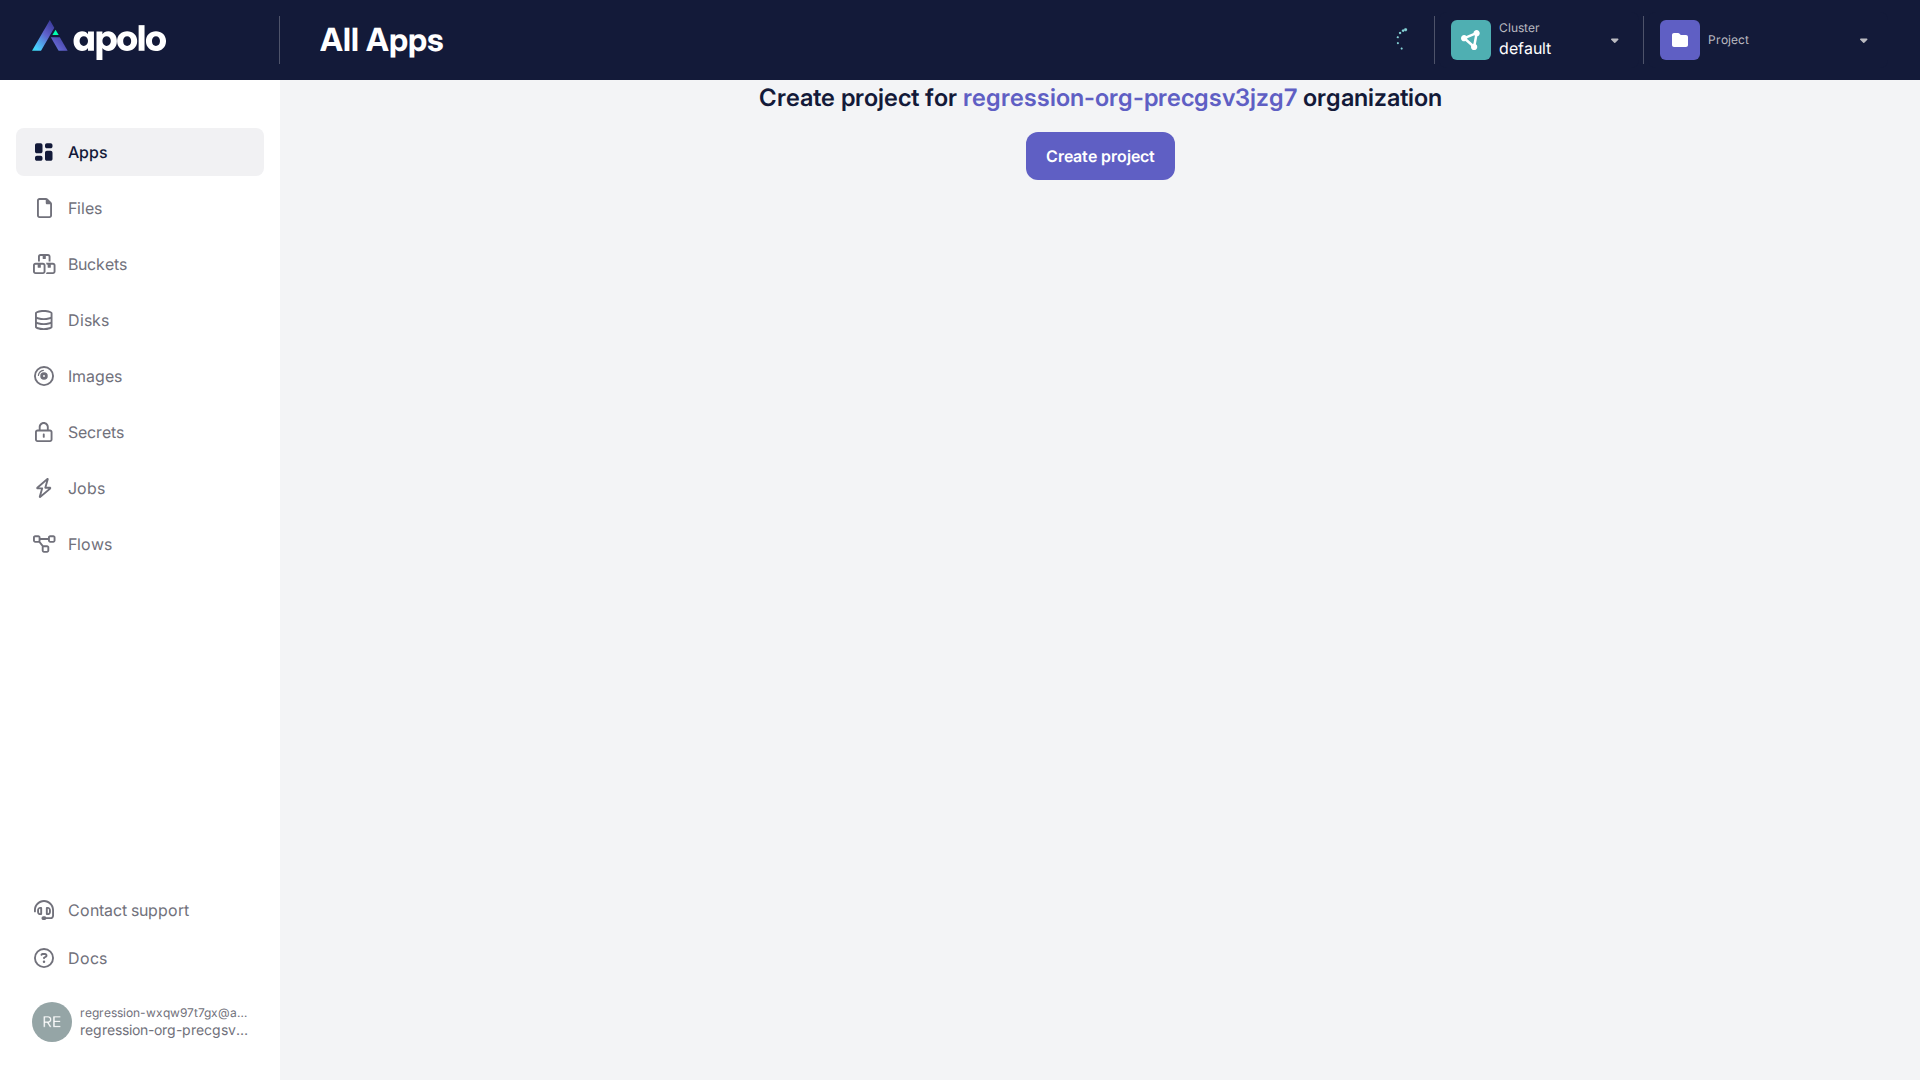 apolo
All Apps
Cluster
default
Project
Create project for regression-org-precgsv3jzg7 organization
Create project
Apps
Files
Buckets
Disks
Images
Secrets
Jobs
Flows
Contact support
Docs
RE
regression-wxqw97t7gx@a...
regression-org-precgsv...